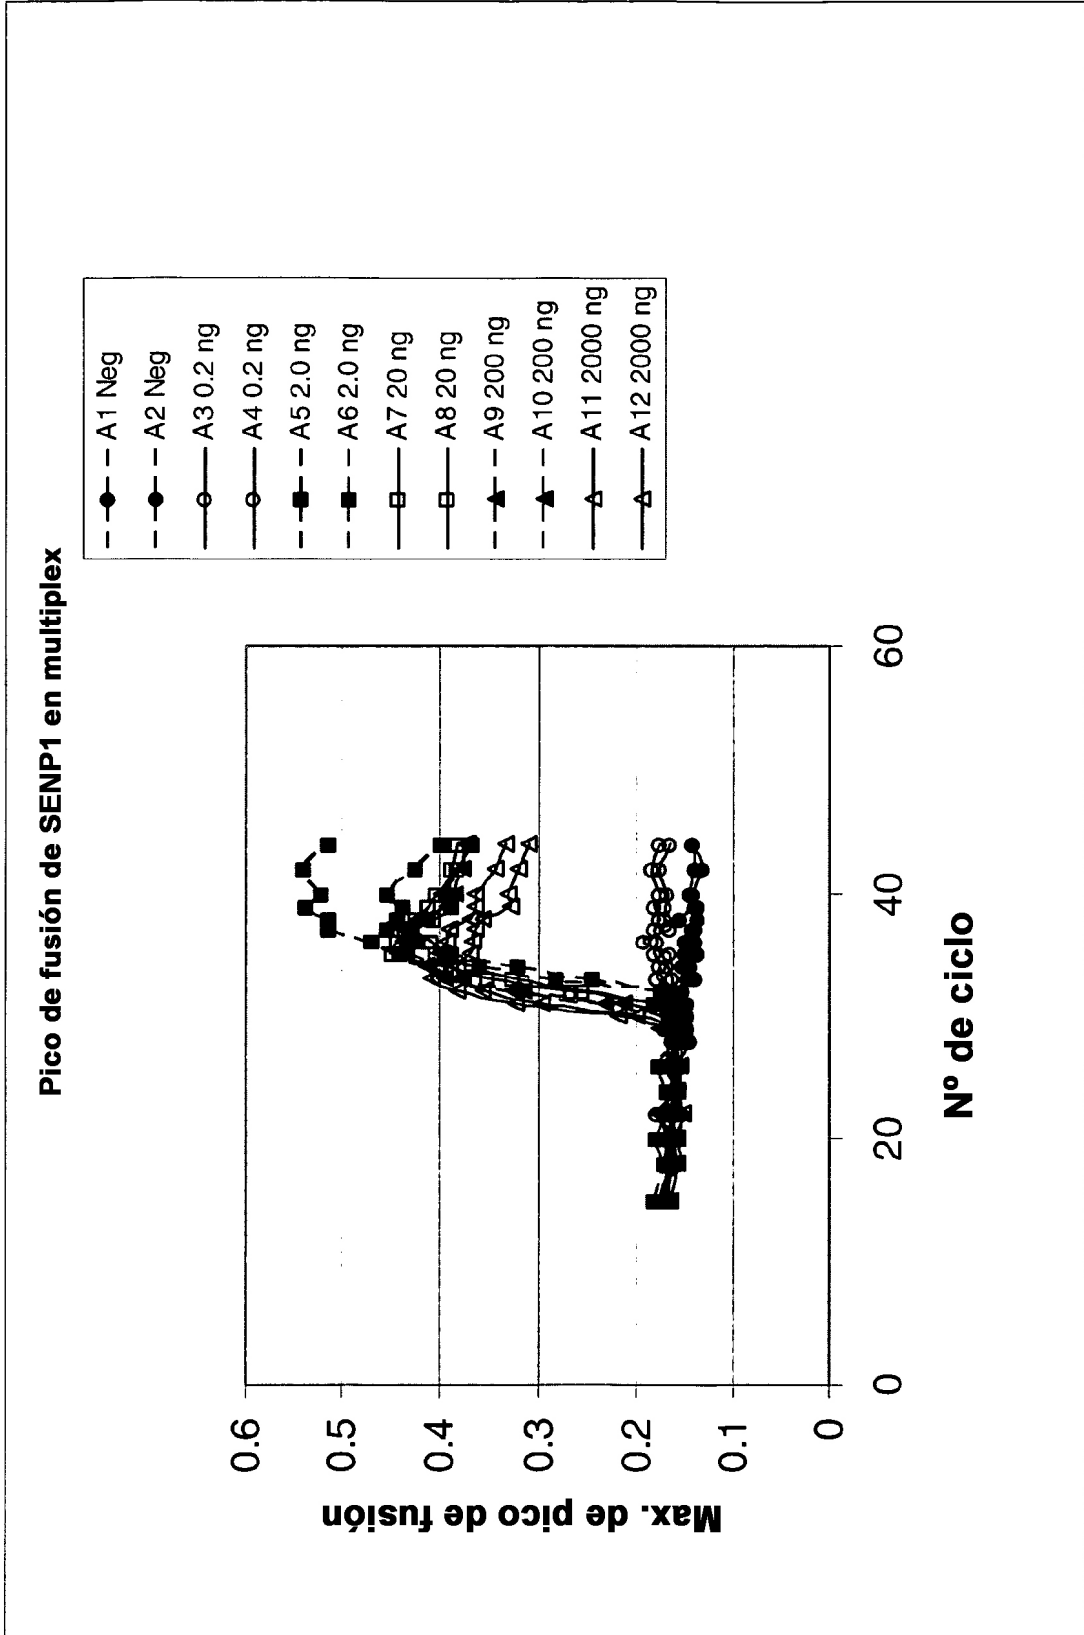 Pico de fusión de SENP1 en multiplex
Max. de pico de fusión
0.6
0.5
0.4
0.3
0.2
0.1
0
0
20
40
60
Nº de ciclo
A1 Neg
A2 Neg
A3 0.2 ng
A4 0.2 ng
A5 2.0 ng
A6 2.0 ng
A7 20 ng
A8 20 ng
A9 200 ng
A10 200 ng
A11 2000 ng
A12 2000 ng